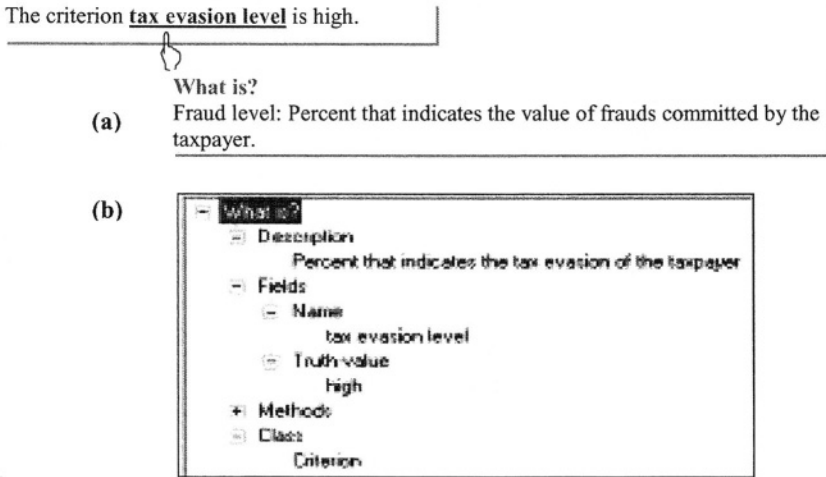 The criterion tax evasion level is high.
What is?
(a)
Fraud level: Percent that indicates the value of frauds committed by the
taxpayer.
(b)
What is?
Description
Percent that indicates the tax evasion of the taxpayer
Fields
Name
tax evasion level
Truth-value
high
Methods
Class
Criterion